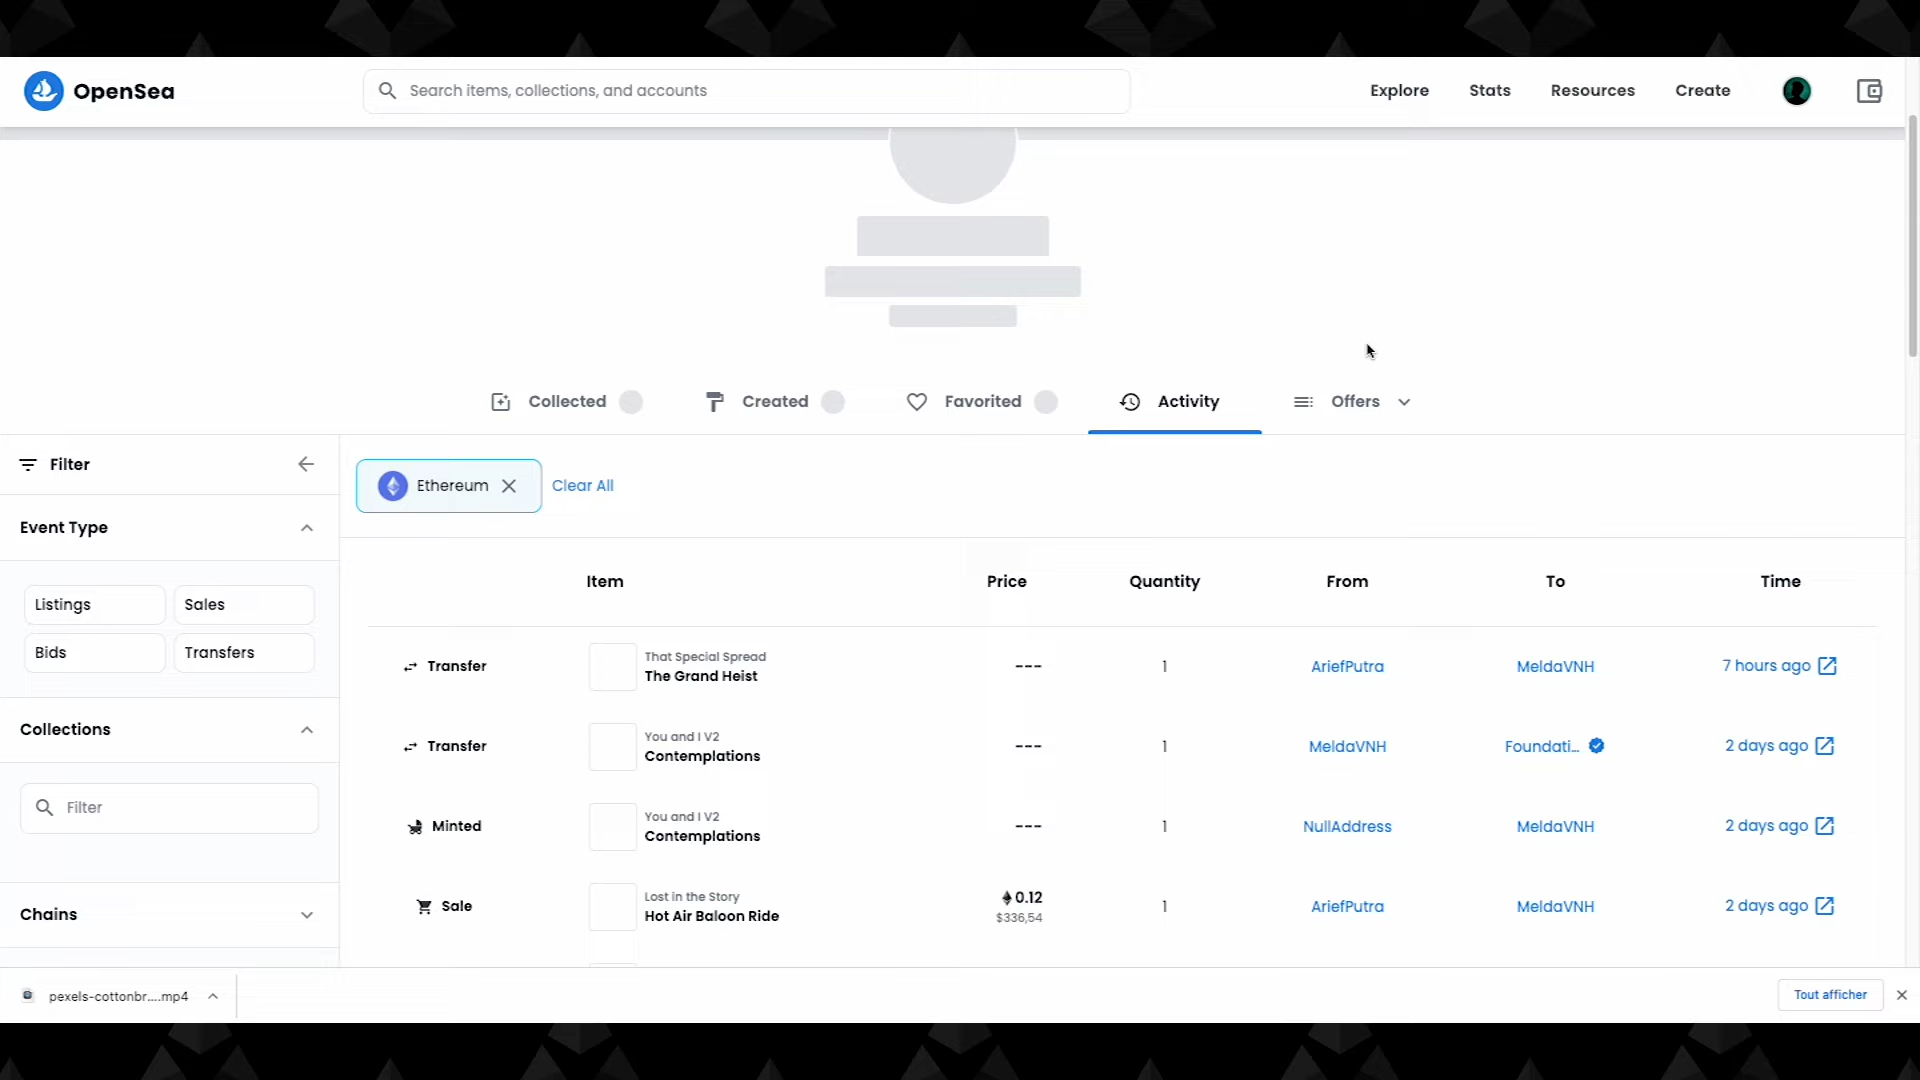 OpenSea
Search items, collections, and accounts
Explore Stats Resources Create
Collected Created Favorited Activity Offers
Filter
Ethereum Clear All
Event Type
Listings Sales
Bids Transfers
Collections
Filter
Chains
Item Price Quantity From To Time
Transfer That Special Spread The Grand Heist --- 1 AriefPutra MeldaVNH 7 hours ago
Transfer You and I V2 Contemplations --- 1 MeldaVNH Foundati... 2 days ago
Minted You and I V2 Contemplations --- 1 NullAddress MeldaVNH 2 days ago
Sale Lost in the Story Hot Air Baloon Ride 0.12 $336,54 1 AriefPutra MeldaVNH 2 days ago
pexels-cottonbr....mp4 Tout afficher